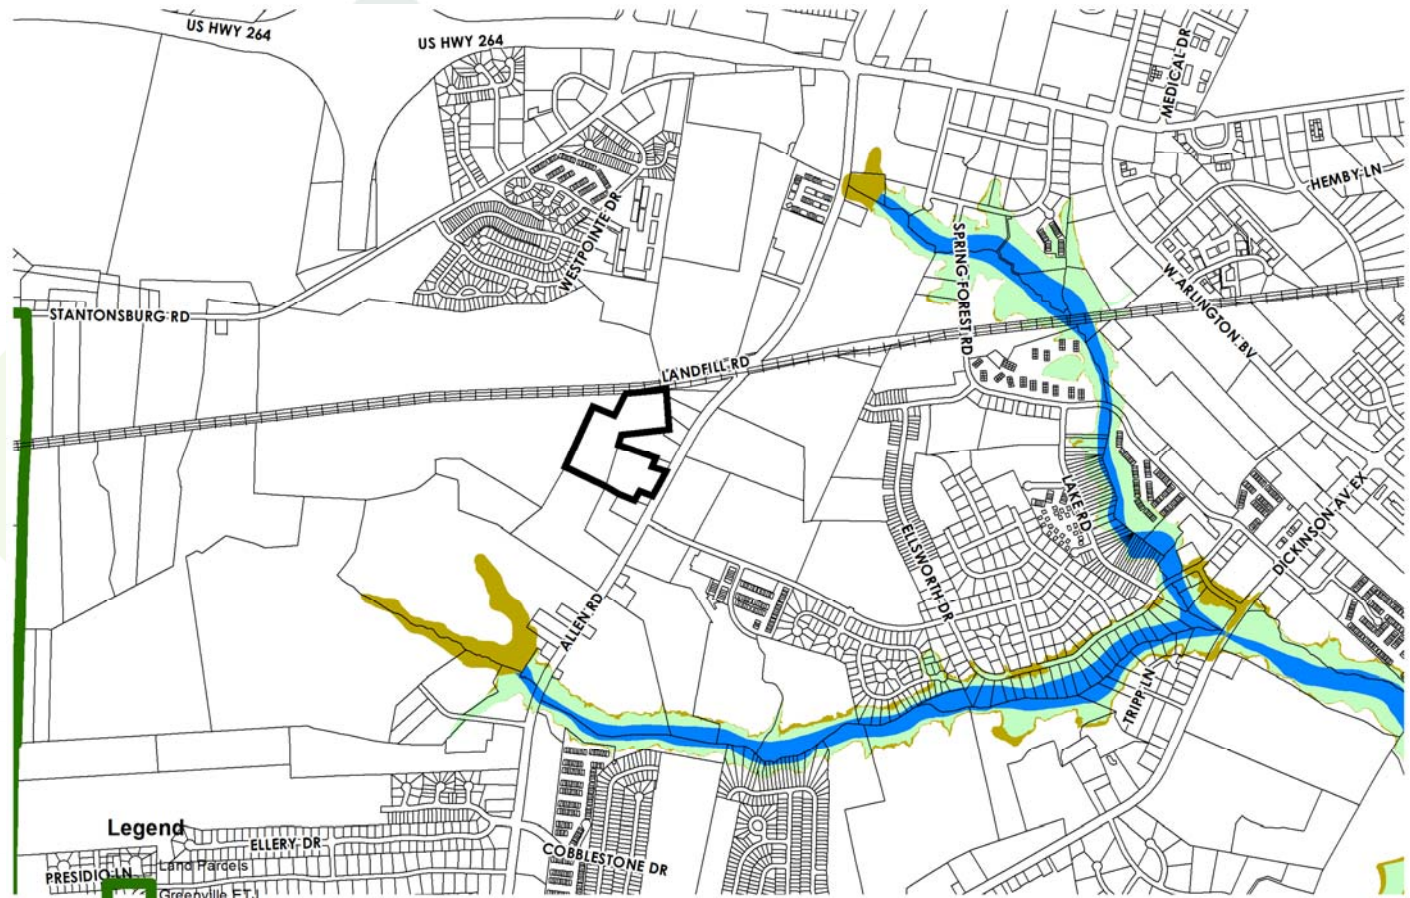 US HWY 264
US HWY 264
MEDICAL DR
HEMBY LN
WESTPOINTE DR
SPRING FOREST RD
W ARLINGTON BV
STANTONSBURG RD
LANDFILL RD
LAKE RD
DICKINSON AV EX
ELLSWORTH DR
ALLEN RD
TRIPP LN
Legend
ELLERY DR
COBBLESTONE DR
Land Parcels
PRESIDIO LN
Greenville ETJ